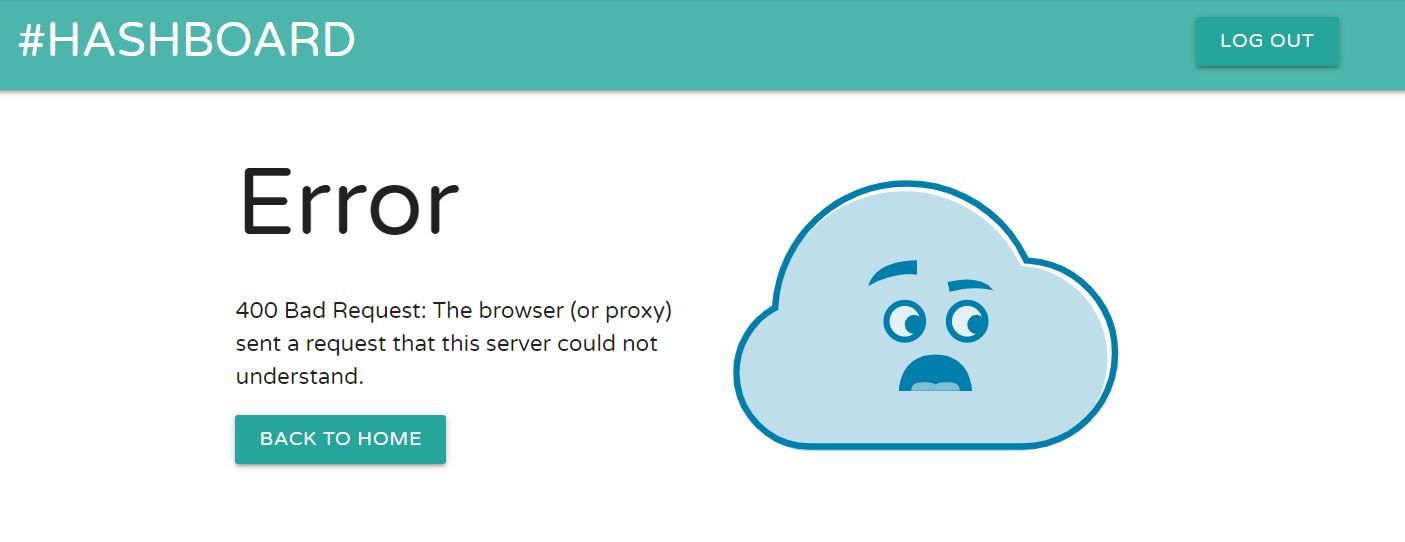 #HASHBOARD
LOG OUT
Error
400 Bad Request: The browser (or proxy)
sent a request that this server could not
understand.
BACK TO HOME